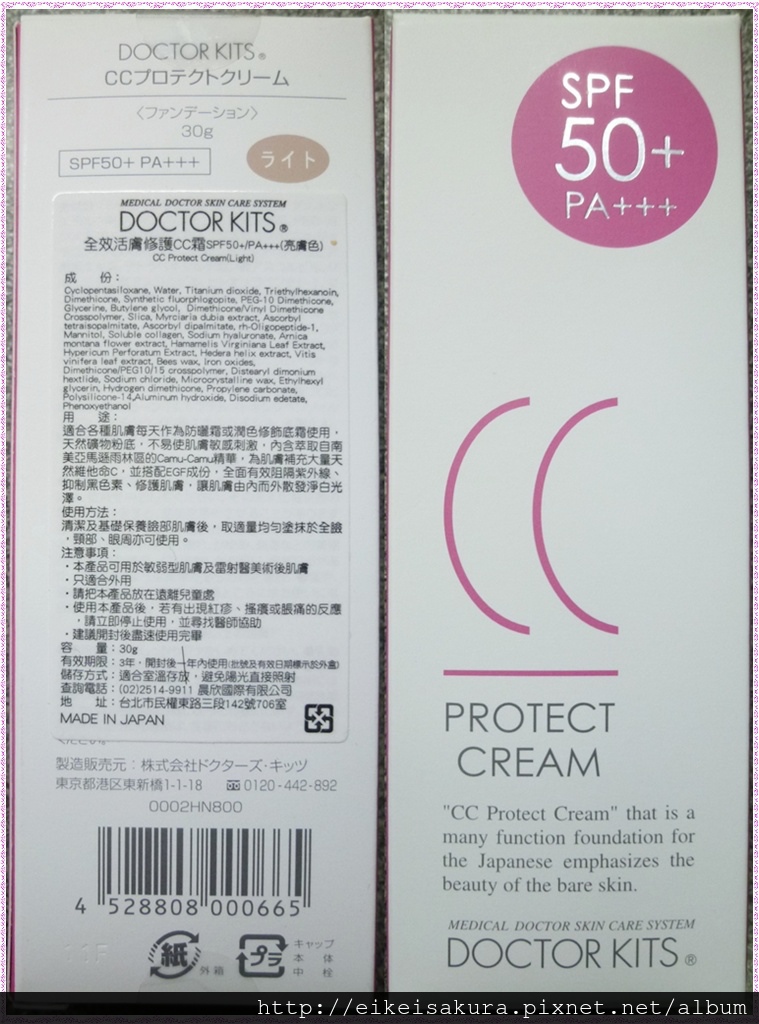 DOCTOR KITS®
CCプロテクトクリーム
〈ファンデーション〉
30g
SPF50+ PA+++
ライト
MEDICAL DOCTOR SKIN CARE SYSTEM
DOCTOR KITS®
全效活膚修護CC霜SPF50+/PA+++(亮膚色)
CC Protect Cream(Light)
成 份：
Cyclopentasiloxane, Water, Titanium dioxide, Triethylhexanoin,
Dimethicone, Synthetic fluorphlogopite, PEG-10 Dimethicone,
Glycerine, Butylene glycol, Dimethicone/Vinyl Dimethicone
Crosspolymer, Slica, Myrciaria dubia extract, Ascorbyl
tetraisopalmitate, Ascorbyl dipalmitate, rh-Oligopeptide-1,
Mannitol, Soluble collagen, Sodium hyaluronate, Arnica
montana flower extract, Hamamelis Virginiana Leaf Extract,
Hypericum Perforatum Extract, Hedera helix extract, Vitis
vinifera leaf extract, Bees wax, Iron oxides,
Dimethicone/PEG10/15 crosspolymer, Distearyl dimonium
hextlide, Sodium chloride, Microcrystalline wax, Ethylhexyl
glycerin, Hydrogen dimethicone, Propylene carbonate,
Polysilicone-14,Aluminum hydroxide, Disodium edetate,
Phenoxyethanol
用 途：
適合各種肌膚每天作為防曬霜或潤色修飾底霜使用，
天然礦物粉底，不易使肌膚敏感刺激，內含萃取自南
美亞馬遜雨林區的Camu-Camu精華，為肌膚補充大量天
然維他命C，並搭配EGF成份，全面有效阻隔紫外線、
抑制黑色素、修護肌膚，讓肌膚由內而外散發淨白光
澤。
使用方法：
清潔及基礎保養臉部肌膚後，取適量均勻塗抹於全臉
，頸部、眼周亦可使用。
注意事項：
・本產品可用於敏弱型肌膚及雷射醫美術後肌膚
・只適合外用
・請把本產品放在遠離兒童處
・使用本產品後，若有出現紅疹、搔癢或脹痛的反應
，請立即停止使用，並尋找醫師協助
・建議開封後盡速使用完畢
容 量：30g
有效期限：3年，開封後一年內使用(批號及有效日期標示於外盒)
儲存方式：適合室溫存放，避免陽光直接照射
查詢電話：(02)2514-9911 晨欣國際有限公司
地 址：台北市民權東路三段142號706室
MADE IN JAPAN
製造販売元：株式会社ドクターズ・キッツ
東京都港区東新橋1-1-18 0120-442-892
0002HN800
4 528808 000665
紙 外箱 プラ キャップ
本体
中栓
SPF
50+
PA+++
CC
PROTECT
CREAM
"CC Protect Cream" that is a
many function foundation for
the Japanese emphasizes the
beauty of the bare skin.
MEDICAL DOCTOR SKIN CARE SYSTEM
DOCTOR KITS®
http://eikeisakura.pixnet.net/album